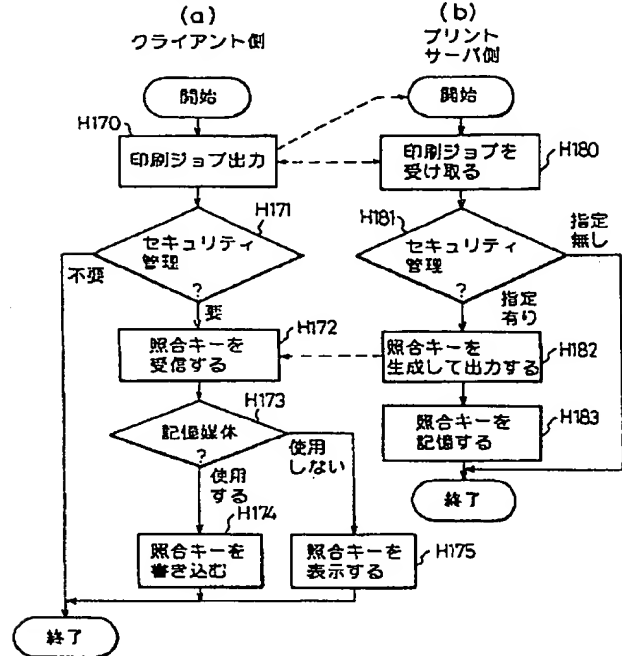 (a)
クライアント側
開始
H170
印刷ジョブ出力
H171
セキュリティ
管理
?
不要
要
H172
照合キーを
受信する
H173
記憶媒体
?
使用
しない
使用
する
H174
照合キーを
書き込む
照合キーを
表示する
H175
終了
(b)
プリント
サーバ側
開始
印刷ジョブを
受け取る
H180
H181
セキュリティ
管理
?
指定
無し
指定
有り
照合キーを
生成して出力する
H182
照合キーを
記憶する
H183
終了